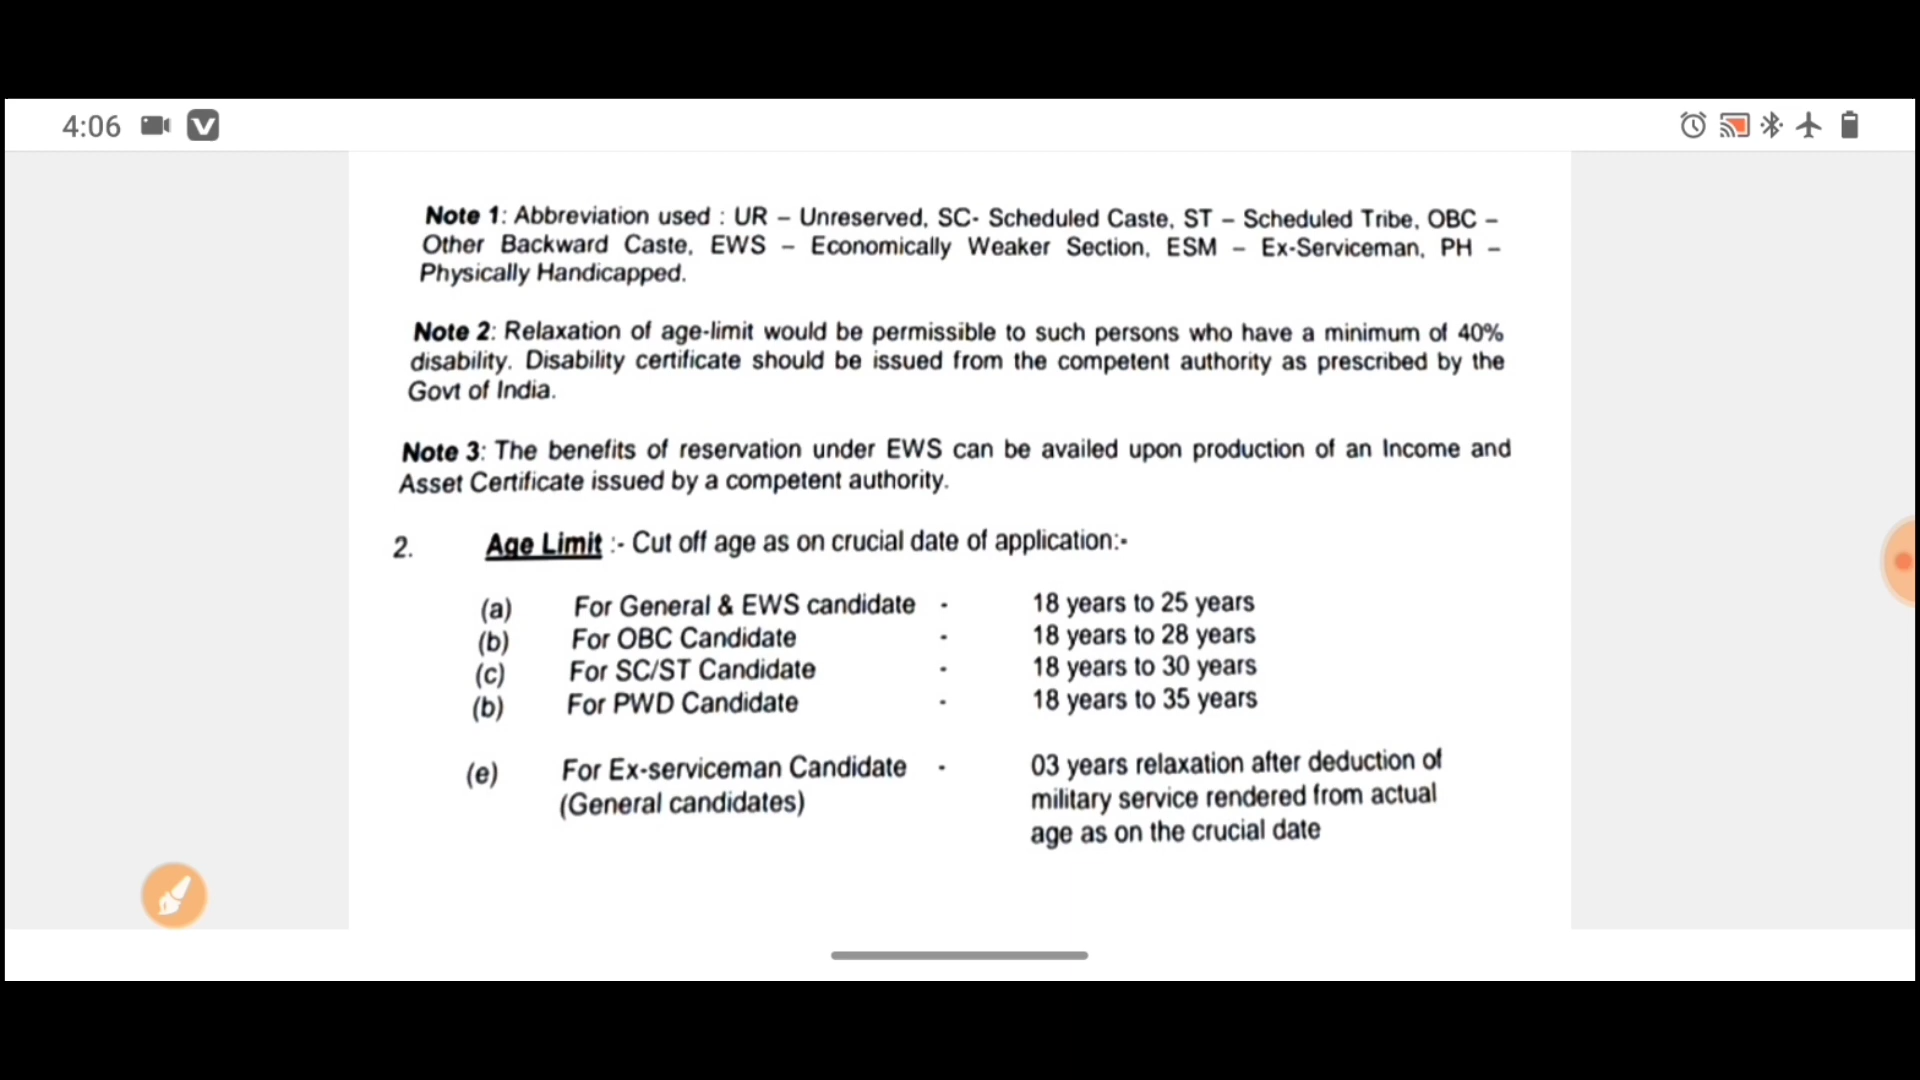 4:06
Note 1: Abbreviation used : UR – Unreserved, SC- Scheduled Caste, ST – Scheduled Tribe, OBC –
Other Backward Caste, EWS – Economically Weaker Section, ESM – Ex-Serviceman, PH –
Physically Handicapped.
Note 2: Relaxation of age-limit would be permissible to such persons who have a minimum of 40%
disability. Disability certificate should be issued from the competent authority as prescribed by the
Govt of India.
Note 3: The benefits of reservation under EWS can be availed upon production of an Income and
Asset Certificate issued by a competent authority.
2. Age Limit :- Cut off age as on crucial date of application:-
(a) For General & EWS candidate - 18 years to 25 years
(b) For OBC Candidate - 18 years to 28 years
(c) For SC/ST Candidate - 18 years to 30 years
(b) For PWD Candidate - 18 years to 35 years
(e) For Ex-serviceman Candidate - 03 years relaxation after deduction of
(General candidates) military service rendered from actual
age as on the crucial date